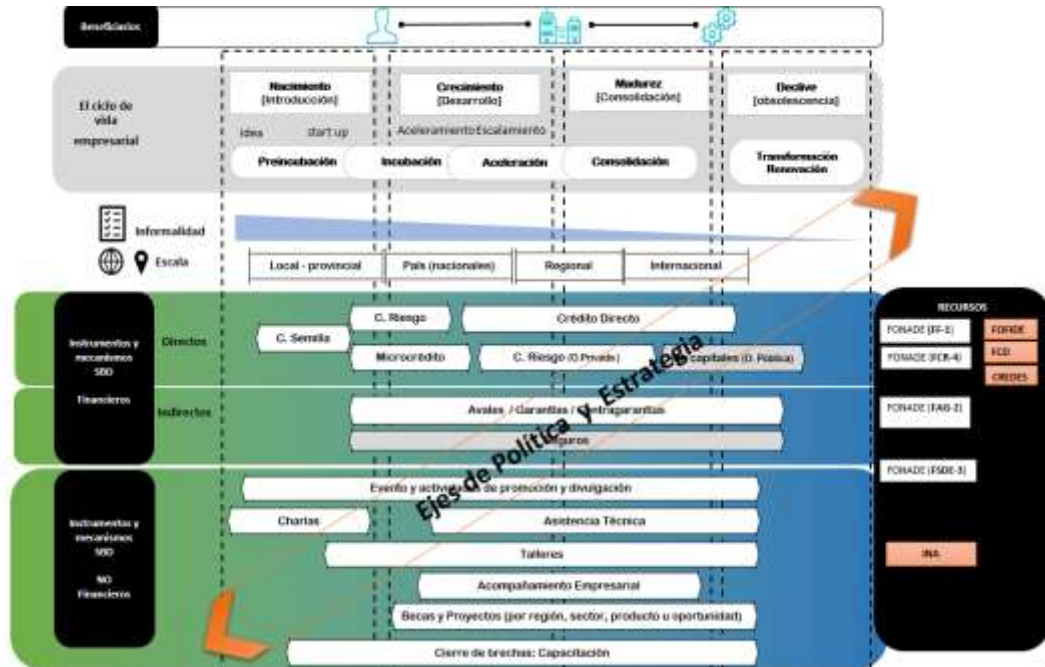 Beneficiarios
El ciclo de
vida
empresarial
Nacimiento
[Introducción]
Crecimiento
[Desarrollo]
Madurez
[Consolidación]
Declive
[obsolescencia]
Idea
start up
Aceleramiento Escalamiento
Preincubación
Incubación
Aceleración
Consolidación
Transformación
Renovación
Informalidad
Escala
Local - provincial
País (nacionales)
Regional
Internacional
Instrumentos y
mecanismos
SBD
Financieros
Directos
C. Semilla
C. Riesgo
Crédito Directo
Microcrédito
C. Riesgo (O.Privada)
capitales (O. Pública)
Indirectos
Avales / Garantías / Contragarantías
Seguros
Ejes de Política y Estrategia
Instrumentos y
mecanismos
SBD
NO
Financieros
Evento y actividades de promoción y divulgación
Charlas
Asistencia Técnica
Talleres
Acompañamiento Empresarial
Becas y Proyectos (por región, sector, producto u oportunidad)
Cierre de brechas: Capacitación
RECURSOS
FONADE (FF-1)
FOFIDE
FONADE (FCR-4)
FCD
CREDES
FONADE (FAG-2)
FONADE (FSDE-3)
INA